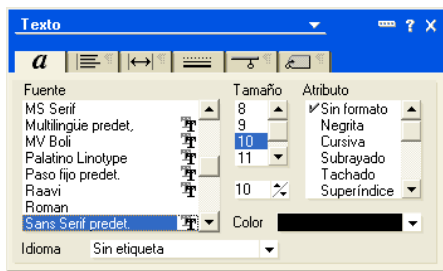 Texto
a
Fuente Tamaño Atributo
MS Serif
Multilingüe predet,
MV Boli
Palatino Linotype
Paso fijo predet.
Raavi
Roman
Sans Serif predet.
8
9
10
11
10
Sin formato
Negrita
Cursiva
Subrayado
Tachado
Superíndice
Color
Idioma Sin etiqueta